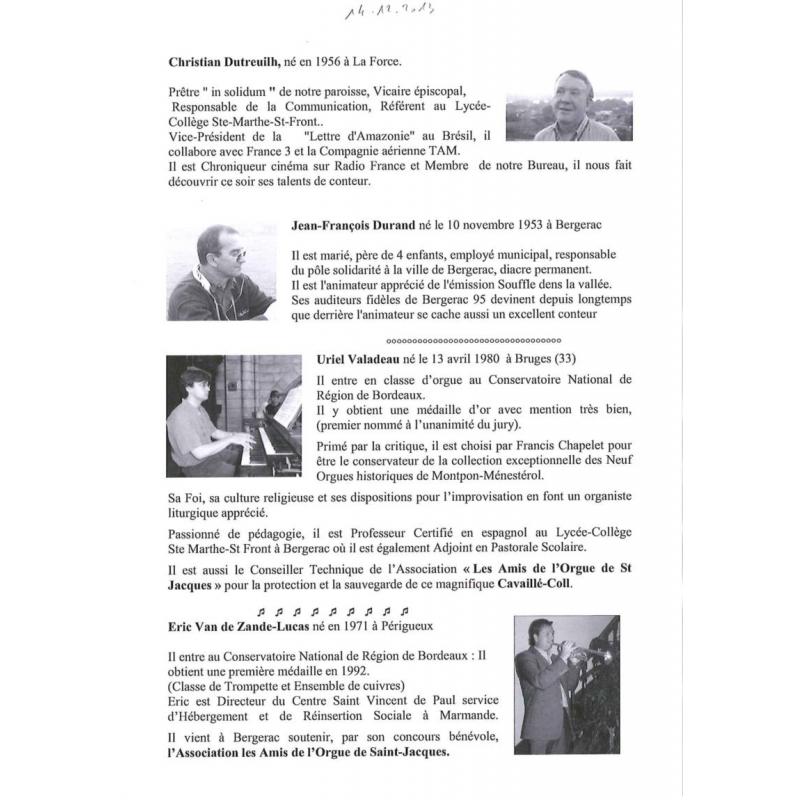 14.12.2013
Christian Dutreuilh, né en 1956 à La Force.
Prêtre " in solidum " de notre paroisse, Vicaire épiscopal,
Responsable de la Communication, Référent au Lycée-
Collège Ste-Marthe-St-Front..
Vice-Président de la "Lettre d'Amazonie" au Brésil, il
collabore avec France 3 et la Compagnie aérienne TAM.
Il est Chroniqueur cinéma sur Radio France et Membre de notre Bureau, il nous fait
découvrir ce soir ses talents de conteur.
Jean-François Durand né le 10 novembre 1953 à Bergerac
Il est marié, père de 4 enfants, employé municipal, responsable
du pôle solidarité à la ville de Bergerac, diacre permanent.
Il est l'animateur apprécié de l'émission Souffle dens la vallée.
Ses auditeurs fidèles de Bergerac 95 devinent depuis longtemps
que derrière l'animateur se cache aussi un excellent conteur
ooooooooooooooooooooooooooooooooooo
Uriel Valadeau né le 13 avril 1980 à Bruges (33)
Il entre en classe d’orgue au Conservatoire National de
Région de Bordeaux.
Il y obtient une médaille d’or avec mention très bien,
(premier nommé à l’unanimité du jury).
Primé par la critique, il est choisi par Francis Chapelet pour
être le conservateur de la collection exceptionnelle des Neuf
Orgues historiques de Montpon-Ménestérol.
Sa Foi, sa culture religieuse et ses dispositions pour l’improvisation en font un organiste
liturgique apprécié.
Passionné de pédagogie, il est Professeur Certifié en espagnol au Lycée-Collège
Ste Marthe-St Front à Bergerac où il est également Adjoint en Pastorale Scolaire.
Il est aussi le Conseiller Technique de l’Association « Les Amis de l’Orgue de St
Jacques » pour la protection et la sauvegarde de ce magnifique Cavaillé-Coll.
♫ ♫ ♫ ♫ ♫ ♫ ♫ ♫ ♫
Eric Van de Zande-Lucas né en 1971 à Périgueux
Il entre au Conservatoire National de Région de Bordeaux : Il
obtient une première médaille en 1992.
(Classe de Trompette et Ensemble de cuivres)
Eric est Directeur du Centre Saint Vincent de Paul service
d’Hébergement et de Réinsertion Sociale à Marmande.
Il vient à Bergerac soutenir, par son concours bénévole,
l’Association les Amis de l’Orgue de Saint-Jacques.